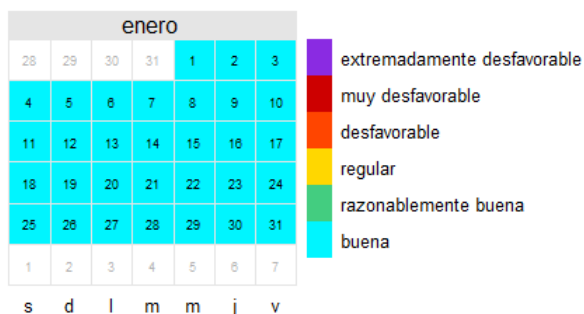 enero
28 29 30 31 1 2 3
4 5 6 7 8 9 10
11 12 13 14 15 16 17
18 19 20 21 22 23 24
25 26 27 28 29 30 31
1 2 3 4 5 6 7
s d l m m j v
extremadamente desfavorable
muy desfavorable
desfavorable
regular
razonablemente buena
buena